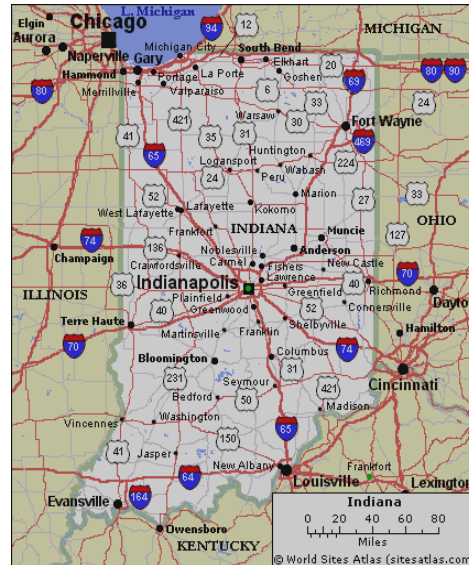 L. Michigan
94
12
MICHIGAN
Elgin
Chicago
Aurora
Michigan City
South Bend
Naperville
Gary
Elkhart
20
80
90
Hammond
Portage
La Porte
Goshen
69
80
Merrillville
Valparaiso
6
33
24
421
Warsaw
30
Fort Wayne
41
35
31
469
65
Huntington
Logansport
Wabash
224
24
Peru
52
Marion
27
33
Lafayette
West Lafayette
Kokomo
OHIO
Frankfort
INDIANA
Muncie
127
74
136
Noblesville
Anderson
Champaign
Crawfordsville
Carmel
Fishers
New Castle
70
36
Indianapolis
Lawrence
40
Richmond
ILLINOIS
Plainfield
Greenfield
Dayto
40
Greenwood
52
Connersville
Terre Haute
Shelbyville
Hamilton
70
Martinsville
Franklin
74
Bloomington
Columbus
Cincinnati
231
31
Seymour
421
Bedford
50
Madison
Vincennes
Washington
65
41
150
Jasper
New Albany
64
Louisville
Frankfort
Evansville
164
Lexington
Owensboro
KENTUCKY
Indiana
0 20 40 60 80
Miles
© World Sites Atlas (sitesatlas.com)